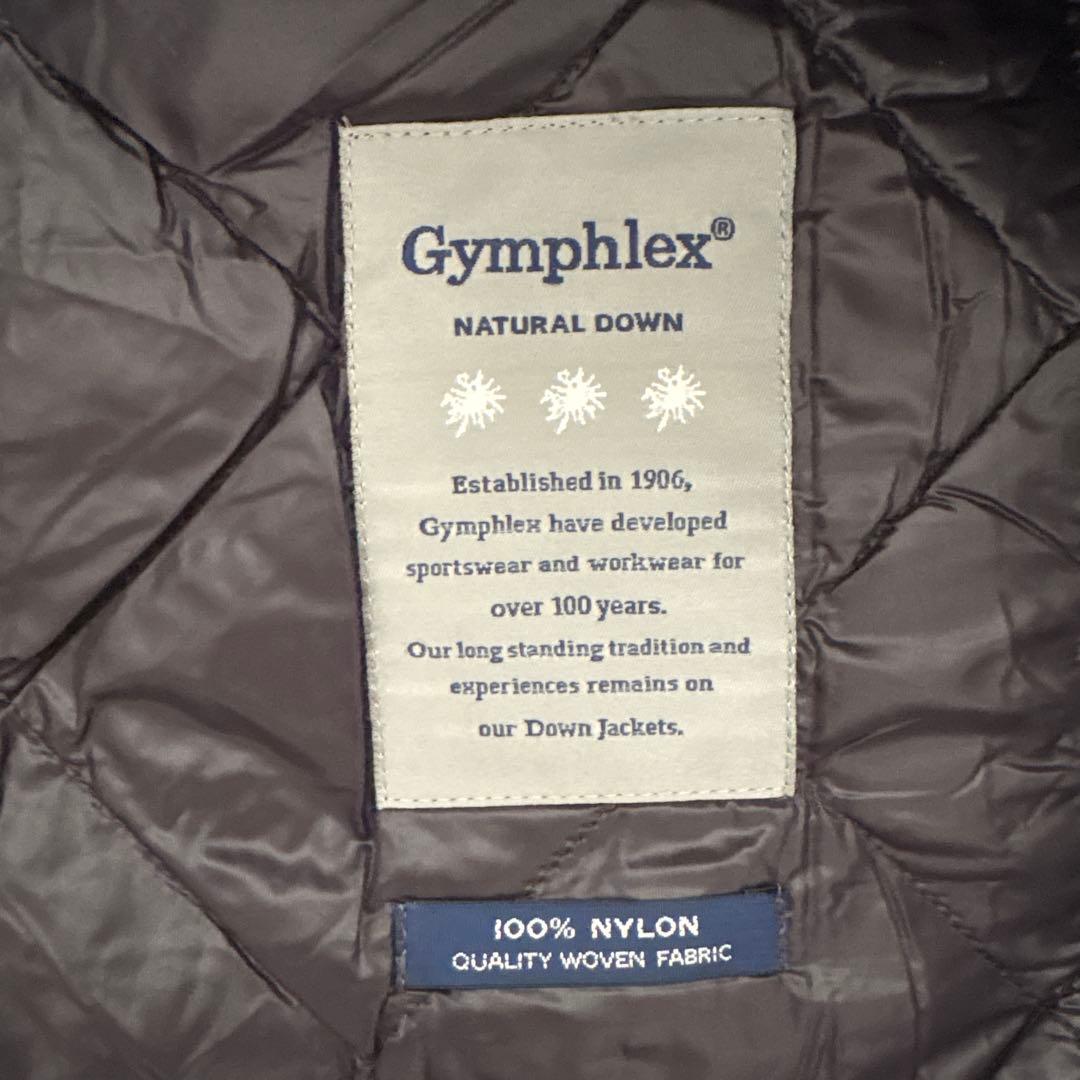 Gymphlex®
NATURAL DOWN
Established in 1906,
Gymphlex have developed
sportswear and workwear for
over 100 years.
Our long standing tradition and
experiences remains on
our Down Jackets.
100% NYLON
QUALITY WOVEN FABRIC